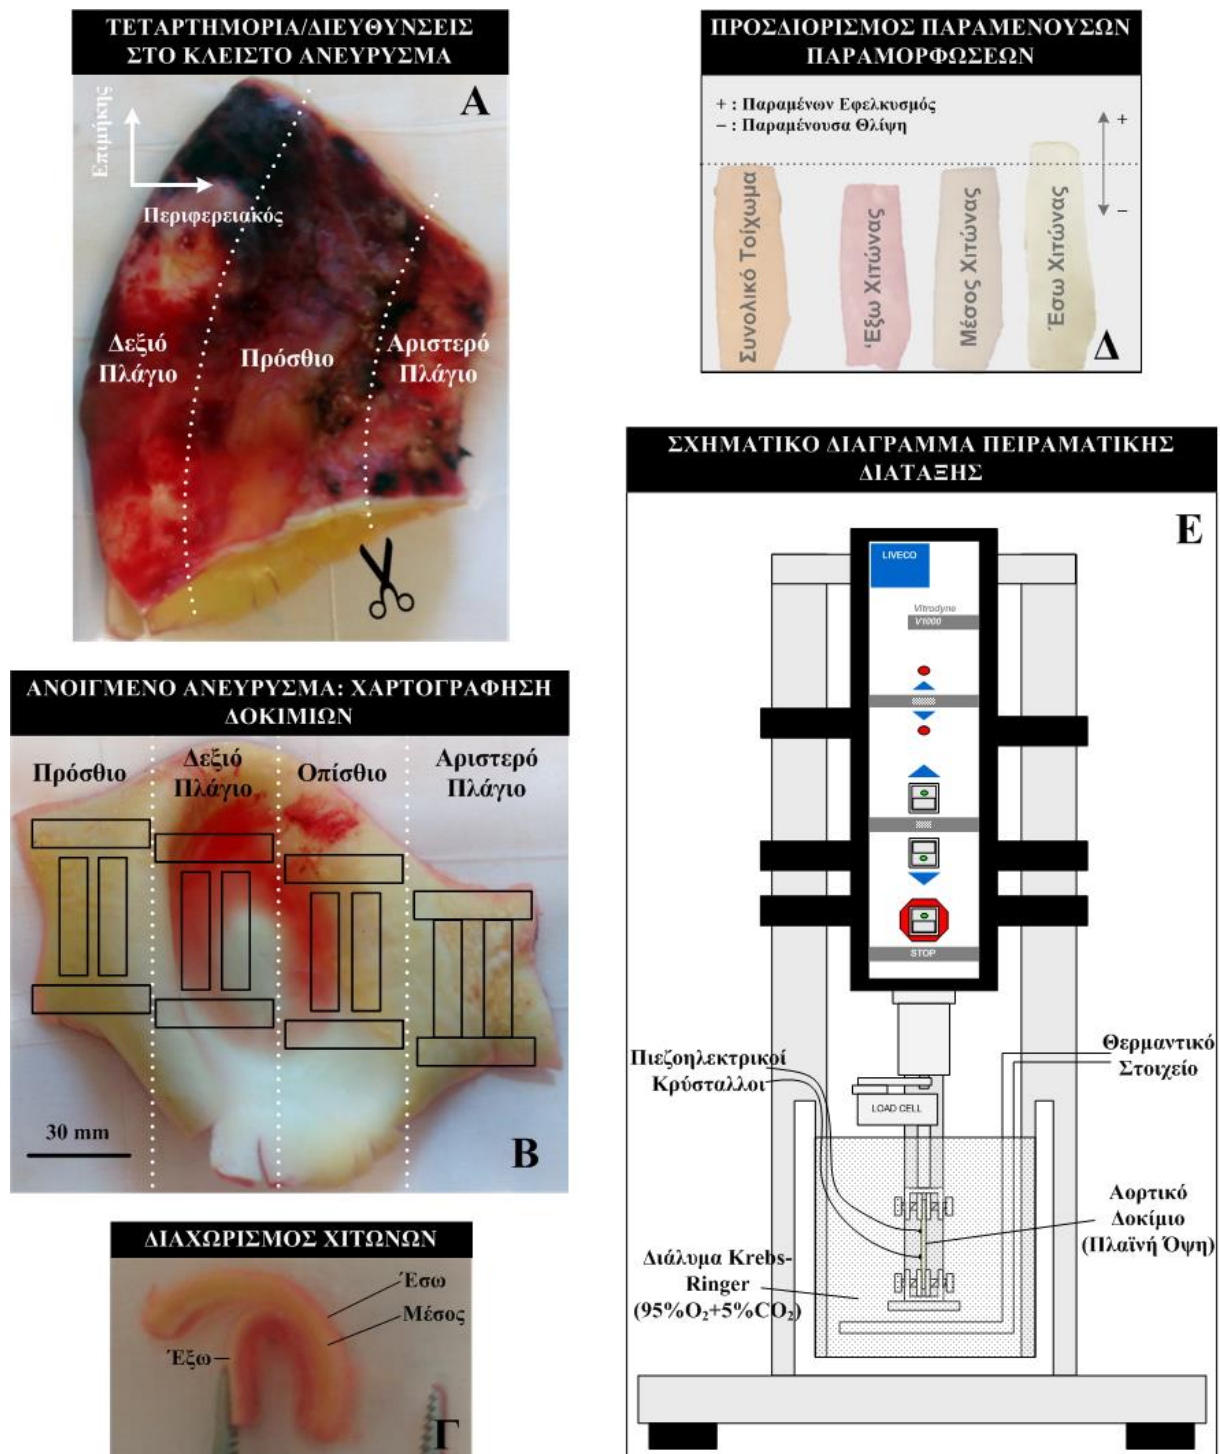 ΤΕΤΑΡΤΗΜΟΡΙΑ/ΔΙΕΥΘΥΝΣΕΙΣ
ΣΤΟ ΚΛΕΙΣΤΟ ΑΝΕΥΡΥΣΜΑ
Α
Επιμήκης
Περιφερειακός
Δεξιό
Πλάγιο
Πρόσθιο
Αριστερό
Πλάγιο
ΑΝΟΙΓΜΕΝΟ ΑΝΕΥΡΥΣΜΑ: ΧΑΡΤΟΓΡΑΦΗΣΗ
ΔΟΚΙΜΙΩΝ
Πρόσθιο
Δεξιό
Πλάγιο
Οπίσθιο
Αριστερό
Πλάγιο
30 mm
Β
ΔΙΑΧΩΡΙΣΜΟΣ ΧΙΤΩΝΩΝ
Έσω
Μέσος
Έξω
Γ
ΠΡΟΣΔΙΟΡΙΣΜΟΣ ΠΑΡΑΜΕΝΟΥΣΩΝ
ΠΑΡΑΜΟΡΦΩΣΕΩΝ
+ : Παραμένων Εφελκυσμός
− : Παραμένουσα Θλίψη
+
−
Συνολικό Τοίχωμα
Έξω Χιτώνας
Μέσος Χιτώνας
Έσω Χιτώνας
Δ
ΣΧΗΜΑΤΙΚΟ ΔΙΑΓΡΑΜΜΑ ΠΕΙΡΑΜΑΤΙΚΗΣ
ΔΙΑΤΑΞΗΣ
Ε
LIVECO
Vitrodyne
V1000
STOP
Πιεζοηλεκτρικοί
Κρύσταλλοι
LOAD CELL
Θερμαντικό
Στοιχείο
Αορτικό
Δοκίμιο
(Πλαϊνή Όψη)
Διάλυμα Krebs-
Ringer
(95%O₂+5%CO₂)